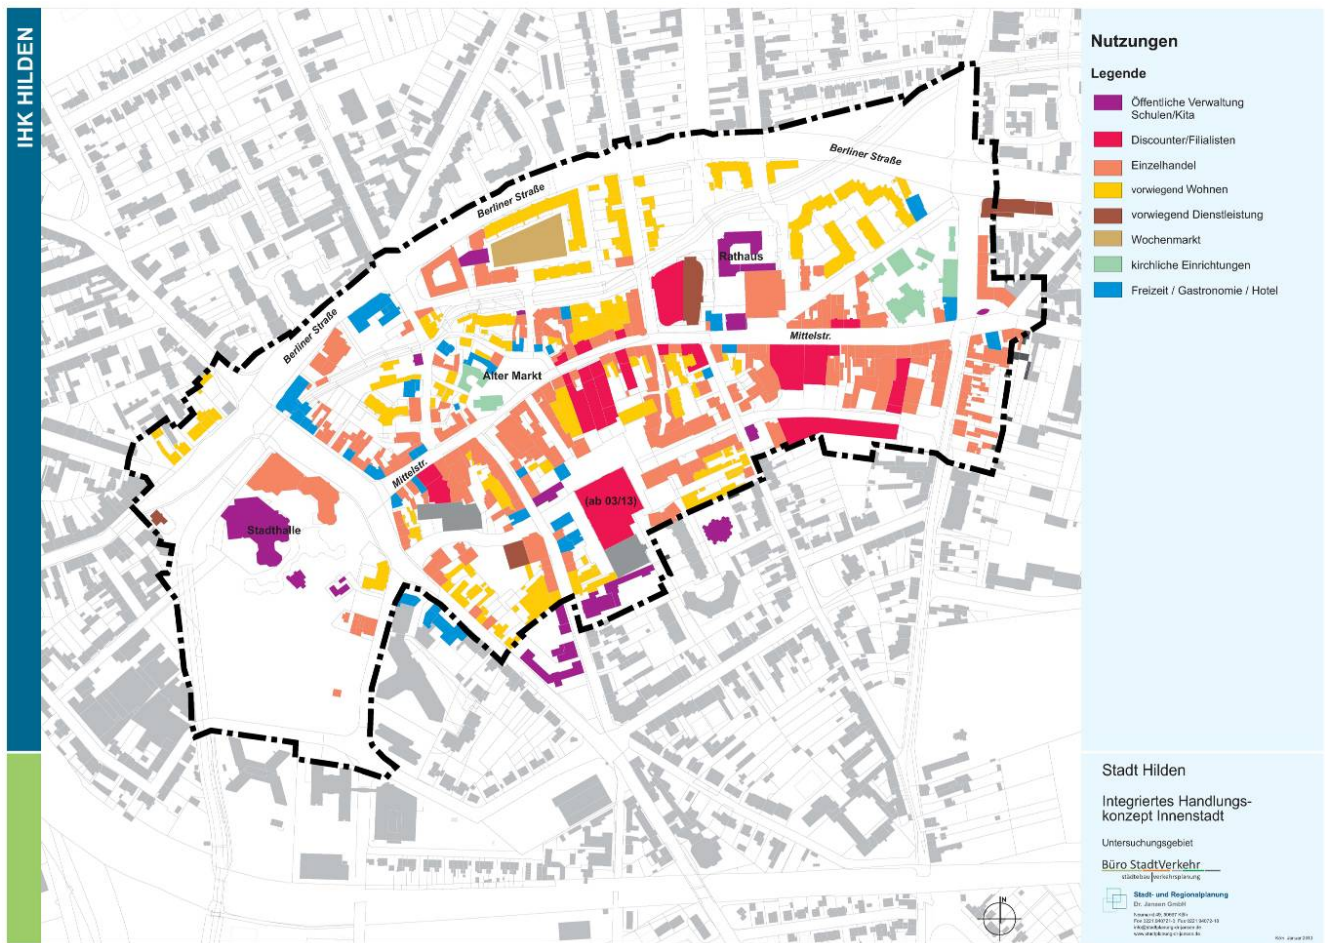 IHK HILDEN
Berliner Straße
Berliner Straße
Rathaus
Berliner Straße
Mittelstr.
Alter Markt
Mittelstr.
(ab 03/13)
Stadthalle
N
Nutzungen
Legende
Öffentliche Verwaltung
Schulen/Kita
Discounter/Filialisten
Einzelhandel
vorwiegend Wohnen
vorwiegend Dienstleistung
Wochenmarkt
kirchliche Einrichtungen
Freizeit / Gastronomie / Hotel
Stadt Hilden
Integriertes Handlungs-
konzept Innenstadt
Untersuchungsgebiet
Büro StadtVerkehr
städtebau verkehrsplanung
Stadt- und Regionalplanung
Dr. Jansen GmbH